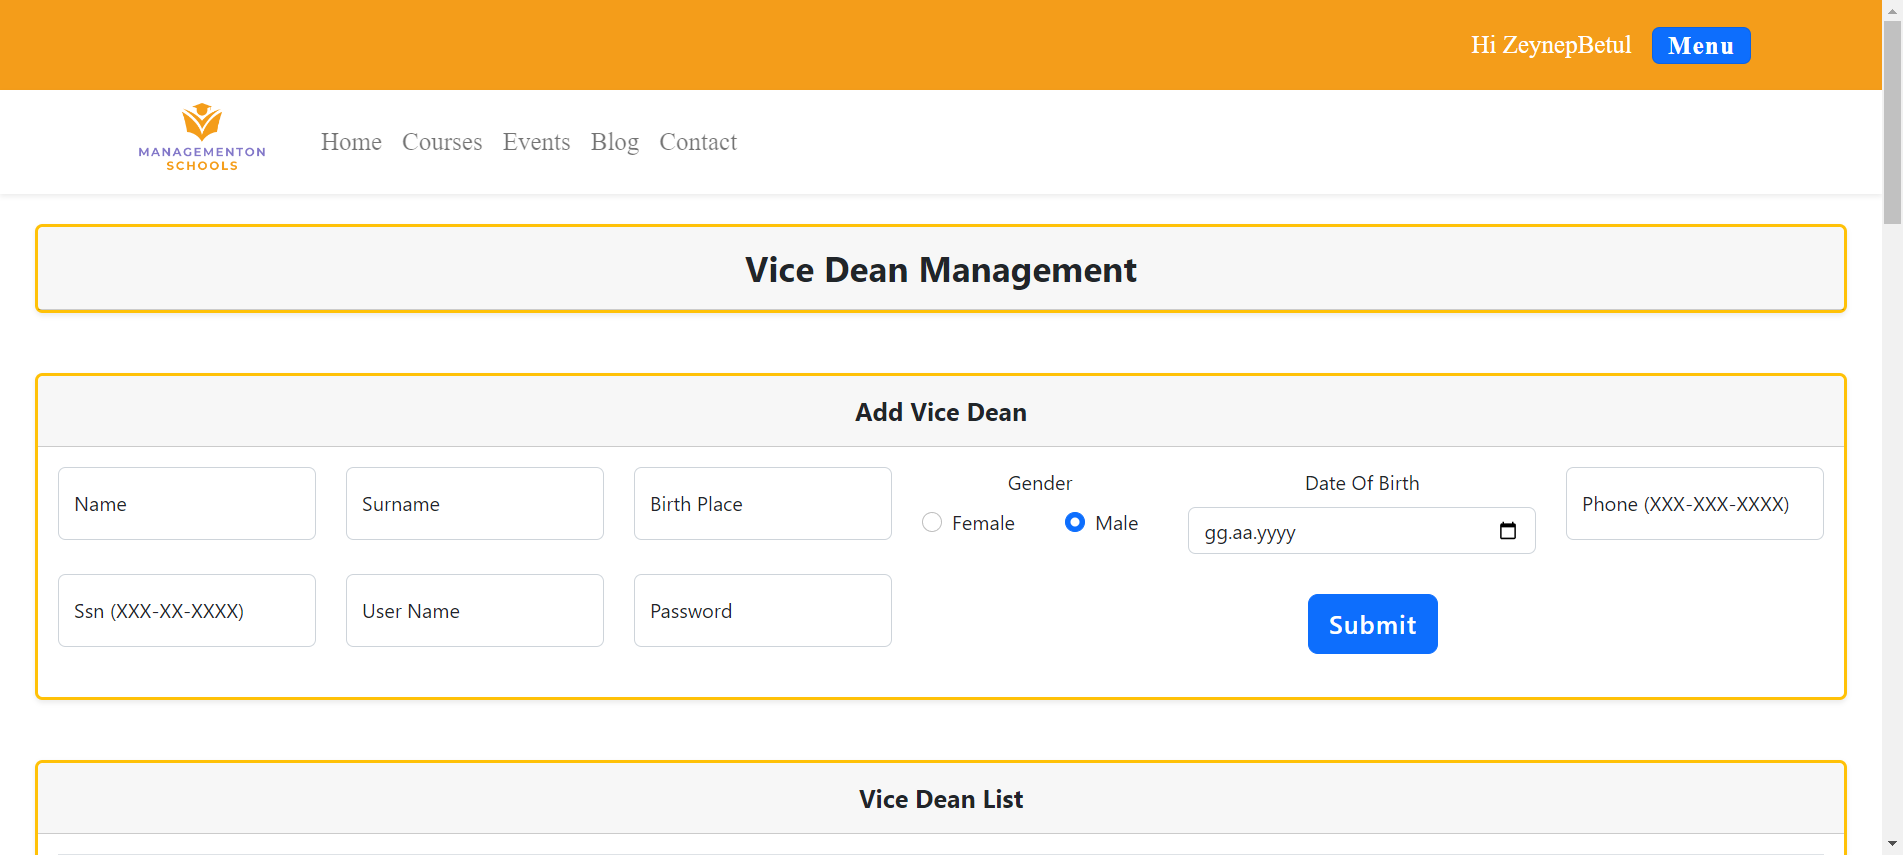 Hi ZeynepBetul Menu
MANAGEMENTON
SCHOOLS
Home Courses Events Blog Contact
Vice Dean Management
Add Vice Dean
Name
Surname
Birth Place
Gender
Female Male
Date Of Birth
gg.aa.yyyy
Phone (XXX-XXX-XXXX)
Ssn (XXX-XX-XXXX)
User Name
Password
Submit
Vice Dean List